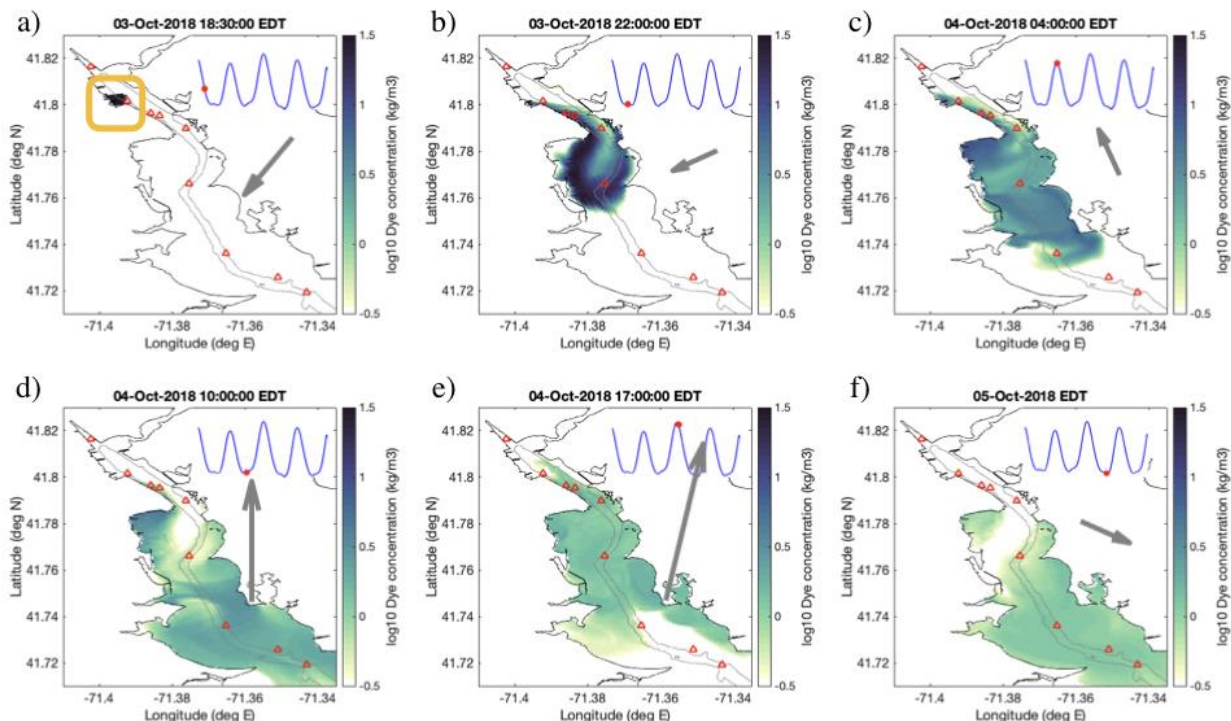 a) 03-Oct-2018 18:30:00 EDT
41.82
41.8
41.78
41.76
41.74
41.72
Latitude (deg N)
-71.4 -71.38 -71.36 -71.34
Longitude (deg E)
1.5
1
0.5
0
-0.5
log10 Dye concentration (kg/m3)
b) 03-Oct-2018 22:00:00 EDT
41.82
41.8
41.78
41.76
41.74
41.72
Latitude (deg N)
-71.4 -71.38 -71.36 -71.34
Longitude (deg E)
1.5
1
0.5
0
-0.5
log10 Dye concentration (kg/m3)
c) 04-Oct-2018 04:00:00 EDT
41.82
41.8
41.78
41.76
41.74
41.72
Latitude (deg N)
-71.4 -71.38 -71.36 -71.34
Longitude (deg E)
1.5
1
0.5
0
-0.5
log10 Dye concentration (kg/m3)
d) 04-Oct-2018 10:00:00 EDT
41.82
41.8
41.78
41.76
41.74
41.72
Latitude (deg N)
-71.4 -71.38 -71.36 -71.34
Longitude (deg E)
1.5
1
0.5
0
-0.5
log10 Dye concentration (kg/m3)
e) 04-Oct-2018 17:00:00 EDT
41.82
41.8
41.78
41.76
41.74
41.72
Latitude (deg N)
-71.4 -71.38 -71.36 -71.34
Longitude (deg E)
1.5
1
0.5
0
-0.5
log10 Dye concentration (kg/m3)
f) 05-Oct-2018 EDT
41.82
41.8
41.78
41.76
41.74
41.72
Latitude (deg N)
-71.4 -71.38 -71.36 -71.34
Longitude (deg E)
1.5
1
0.5
0
-0.5
log10 Dye concentration (kg/m3)